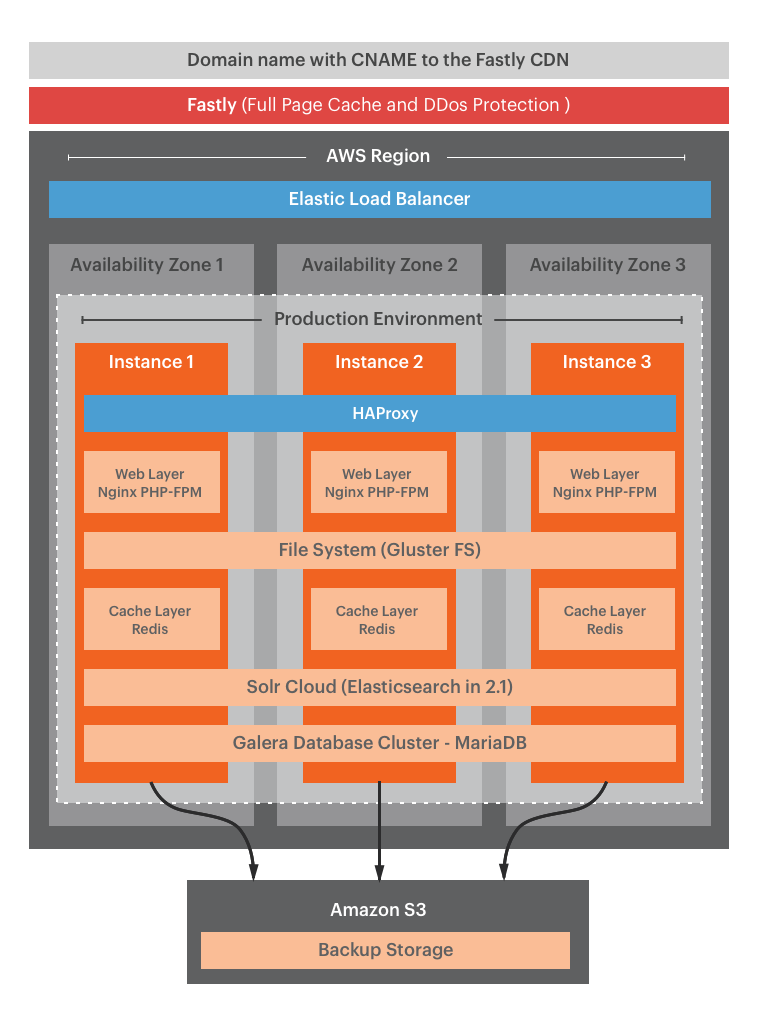 Domain name with CNAME to the Fastly CDN
Fastly (Full Page Cache and DDos Protection )
AWS Region
Elastic Load Balancer
Availability Zone 1
Availability Zone 2
Availability Zone 3
Production Environment
Instance 1
Instance 2
Instance 3
HAProxy
Web Layer
Nginx PHP-FPM
Web Layer
Nginx PHP-FPM
Web Layer
Nginx PHP-FPM
File System (Gluster FS)
Cache Layer
Redis
Cache Layer
Redis
Cache Layer
Redis
Solr Cloud (Elasticsearch in 2.1)
Galera Database Cluster - MariaDB
Amazon S3
Backup Storage